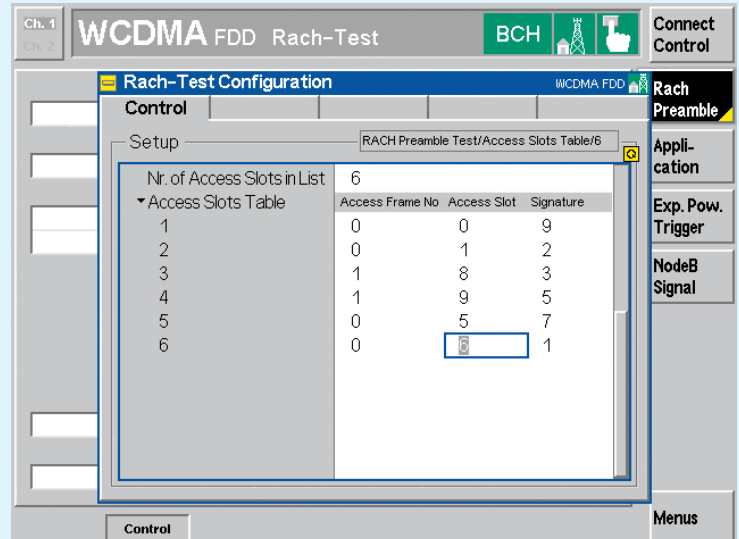 Ch. 1
Ch. 2
WCDMA FDD Rach-Test
BCH
Connect
Control
Rach-Test Configuration
WCDMA FDD
Rach
Preamble
Control
Setup
RACH Preamble Test/Access Slots Table/6
Appli-
cation
Nr. of Access Slots in List 6
Access Slots Table Access Frame No Access Slot Signature
1 0 0 9
2 0 1 2
3 1 8 3
4 1 9 5
5 0 5 7
6 0 6 1
Exp. Pow.
Trigger
NodeB
Signal
Control
Menus